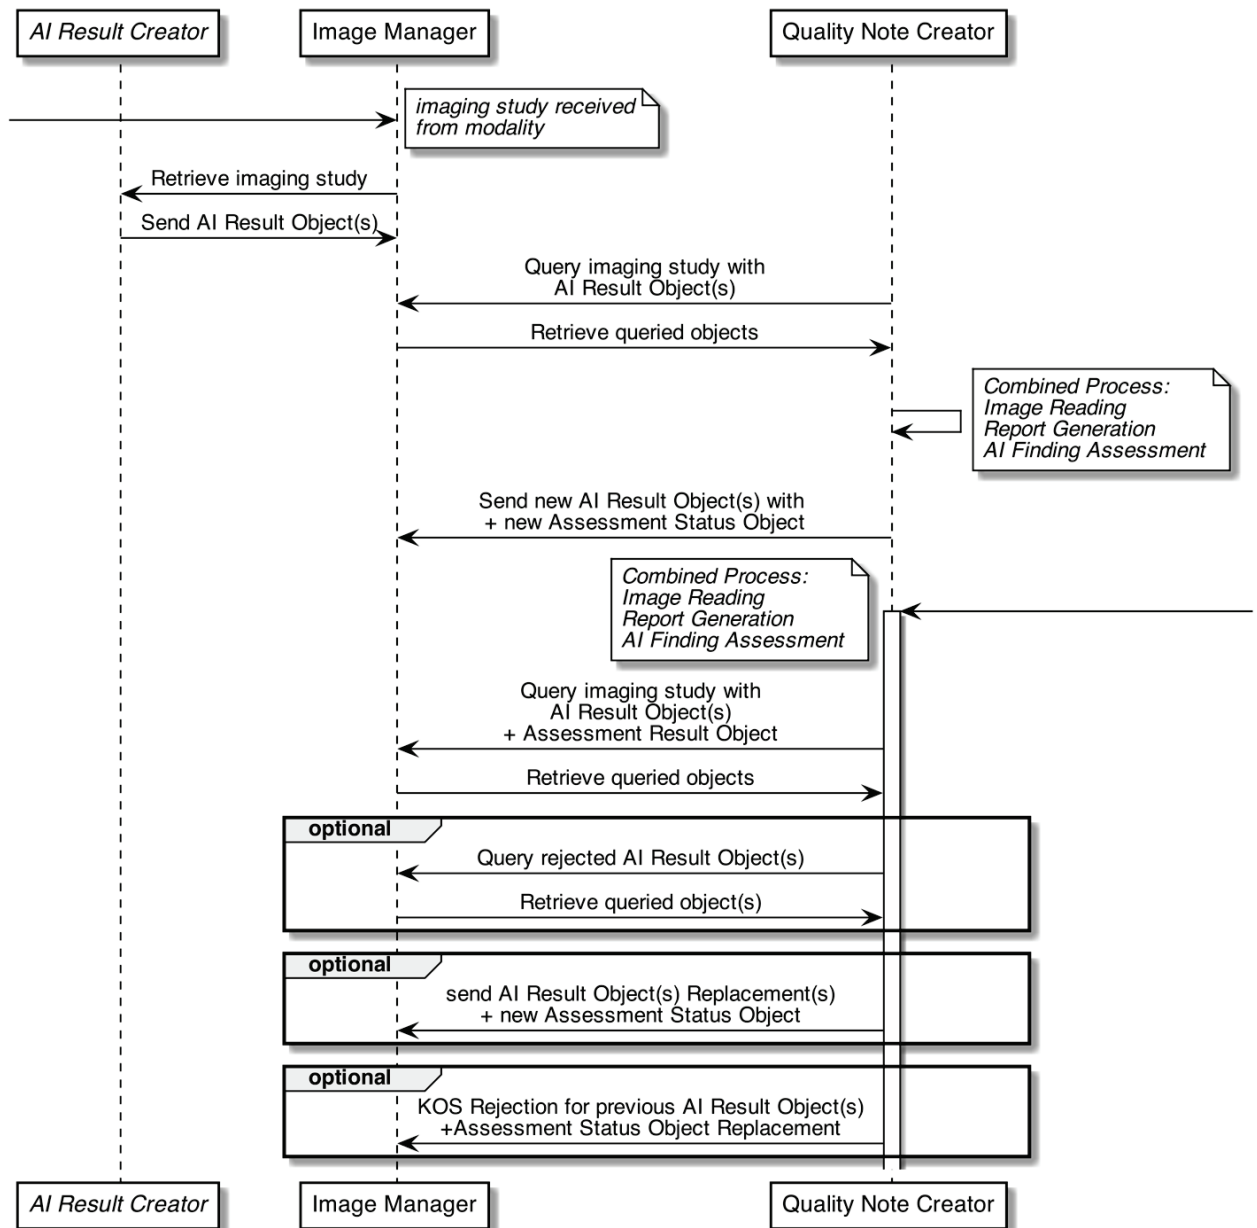 AI Result Creator
Image Manager
Quality Note Creator
imaging study received
from modality
Retrieve imaging study
Send AI Result Object(s)
Query imaging study with
AI Result Object(s)
Retrieve queried objects
Combined Process:
Image Reading
Report Generation
AI Finding Assessment
Send new AI Result Object(s) with
+ new Assessment Status Object
Combined Process:
Image Reading
Report Generation
AI Finding Assessment
Query imaging study with
AI Result Object(s)
+ Assessment Result Object
Retrieve queried objects
optional
Query rejected AI Result Object(s)
Retrieve queried object(s)
optional
send AI Result Object(s) Replacement(s)
+ new Assessment Status Object
optional
KOS Rejection for previous AI Result Object(s)
+Assessment Status Object Replacement
AI Result Creator
Image Manager
Quality Note Creator